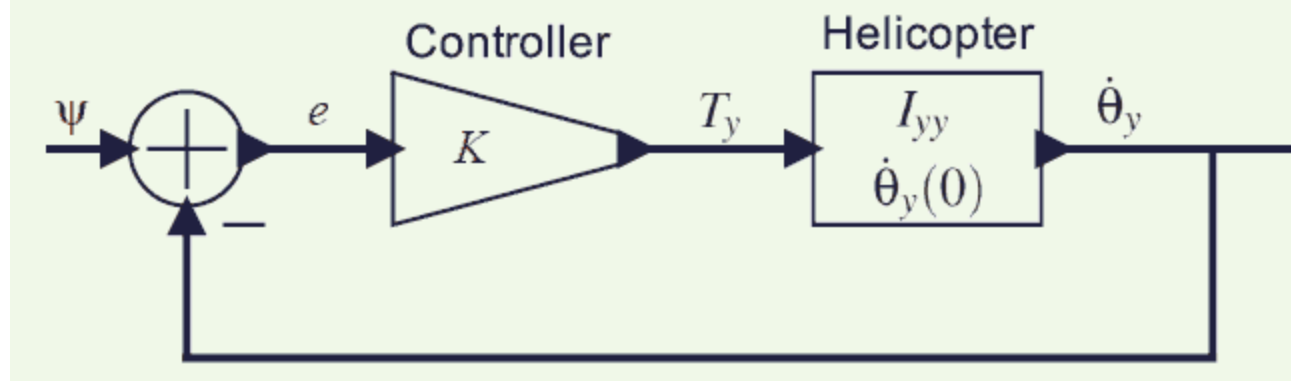 Controller
Helicopter
ψ
e
K
T_y
I_yy
θ̇_y(0)
θ̇_y
+
−